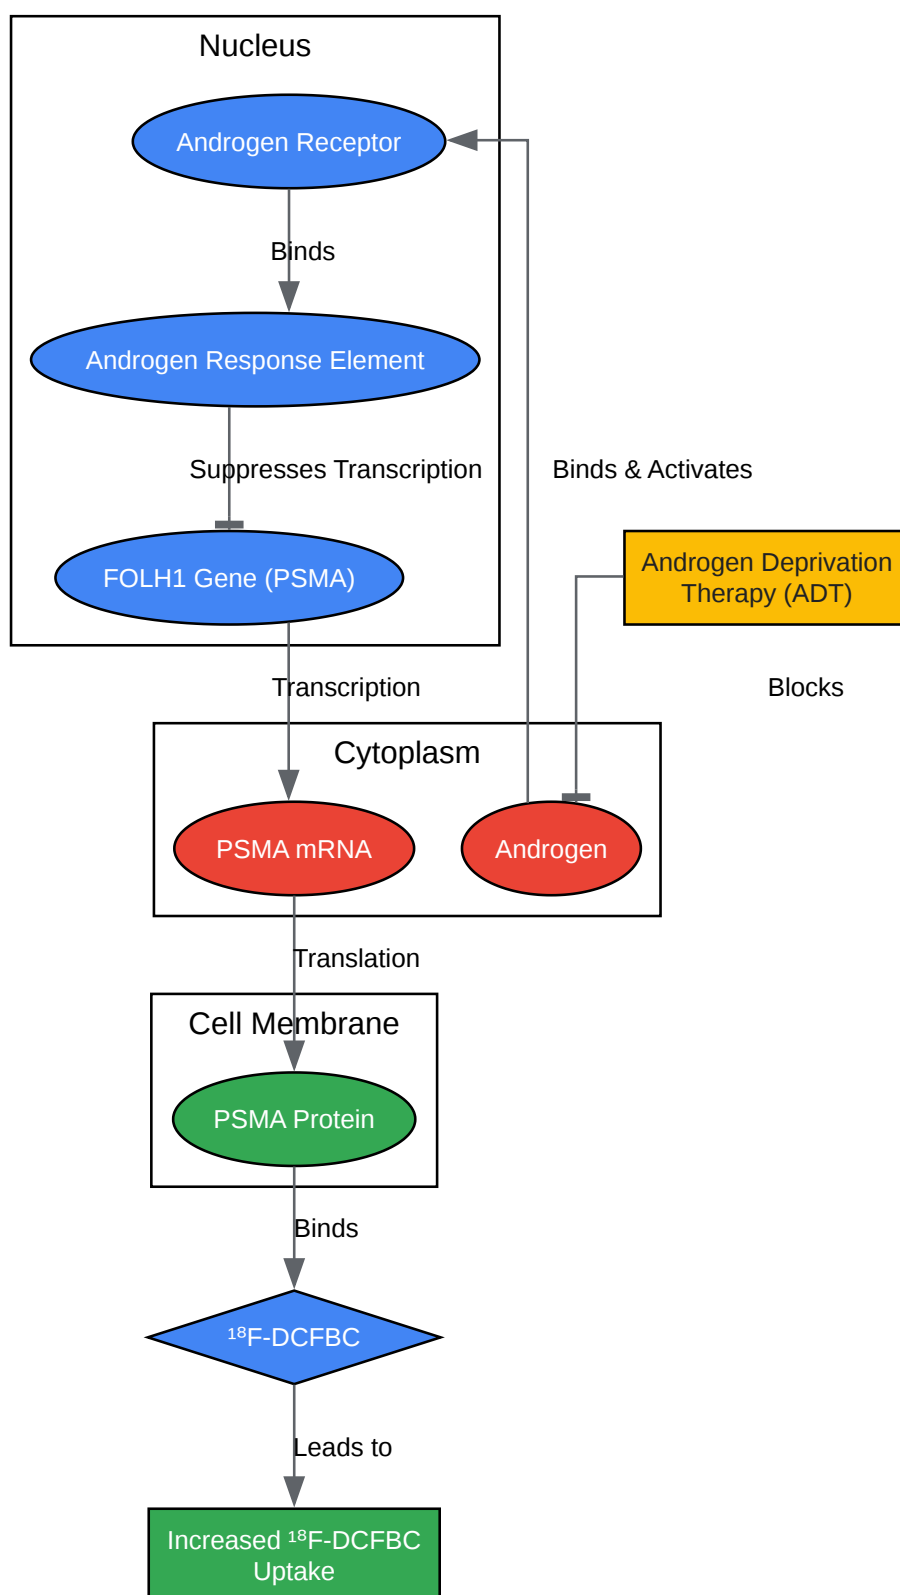 Nucleus
Androgen Receptor
Binds
Androgen Response Element
Suppresses Transcription
Binds & Activates
FOLH1 Gene (PSMA)
Androgen Deprivation
Therapy (ADT)
Transcription
Blocks
Cytoplasm
PSMA mRNA
Androgen
Translation
Cell Membrane
PSMA Protein
Binds
¹⁸F-DCFBC
Leads to
Increased ¹⁸F-DCFBC
Uptake